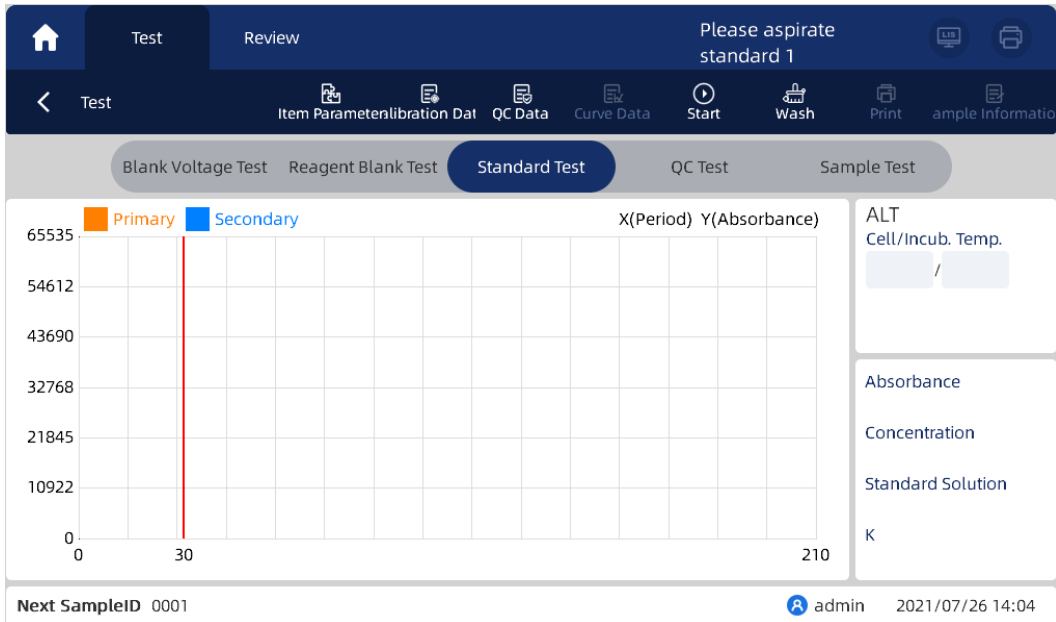 Test
Review
Please aspirate
standard 1
LIS
Test
Item Parameter
alibration Dat
QC Data
Curve Data
Start
Wash
Print
ample Informatio
Blank Voltage Test
Reagent Blank Test
Standard Test
QC Test
Sample Test
Primary
Secondary
X(Period) Y(Absorbance)
65535
54612
43690
32768
21845
10922
0
0
30
210
ALT
Cell/Incub. Temp.
/
Absorbance
Concentration
Standard Solution
K
Next SampleID 0001
admin
2021/07/26 14:04